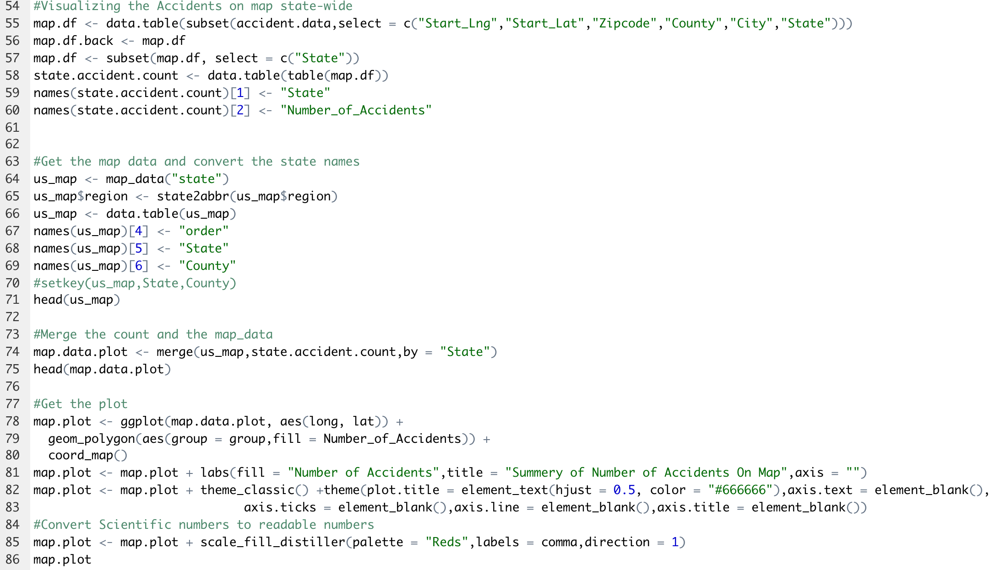 54 #Visualizing the Accidents on map state-wide
55 map.df <- data.table(subset(accident.data,select = c("Start_Lng","Start_Lat","Zipcode","County","City","State")))
56 map.df.back <- map.df
57 map.df <- subset(map.df, select = c("State"))
58 state.accident.count <- data.table(table(map.df))
59 names(state.accident.count)[1] <- "State"
60 names(state.accident.count)[2] <- "Number_of_Accidents"
61
62
63 #Get the map data and convert the state names
64 us_map <- map_data("state")
65 us_map$region <- state2abbr(us_map$region)
66 us_map <- data.table(us_map)
67 names(us_map)[4] <- "order"
68 names(us_map)[5] <- "State"
69 names(us_map)[6] <- "County"
70 #setkey(us_map,State,County)
71 head(us_map)
72
73 #Merge the count and the map_data
74 map.data.plot <- merge(us_map,state.accident.count,by = "State")
75 head(map.data.plot)
76
77 #Get the plot
78 map.plot <- ggplot(map.data.plot, aes(long, lat)) +
79   geom_polygon(aes(group = group,fill = Number_of_Accidents)) +
80   coord_map()
81 map.plot <- map.plot + labs(fill = "Number of Accidents",title = "Summery of Number of Accidents On Map",axis = "")
82 map.plot <- map.plot + theme_classic() +theme(plot.title = element_text(hjust = 0.5, color = "#666666"),axis.text = element_blank(),
83                              axis.ticks = element_blank(),axis.line = element_blank(),axis.title = element_blank())
84 #Convert Scientific numbers to readable numbers
85 map.plot <- map.plot + scale_fill_distiller(palette = "Reds",labels = comma,direction = 1)
86 map.plot